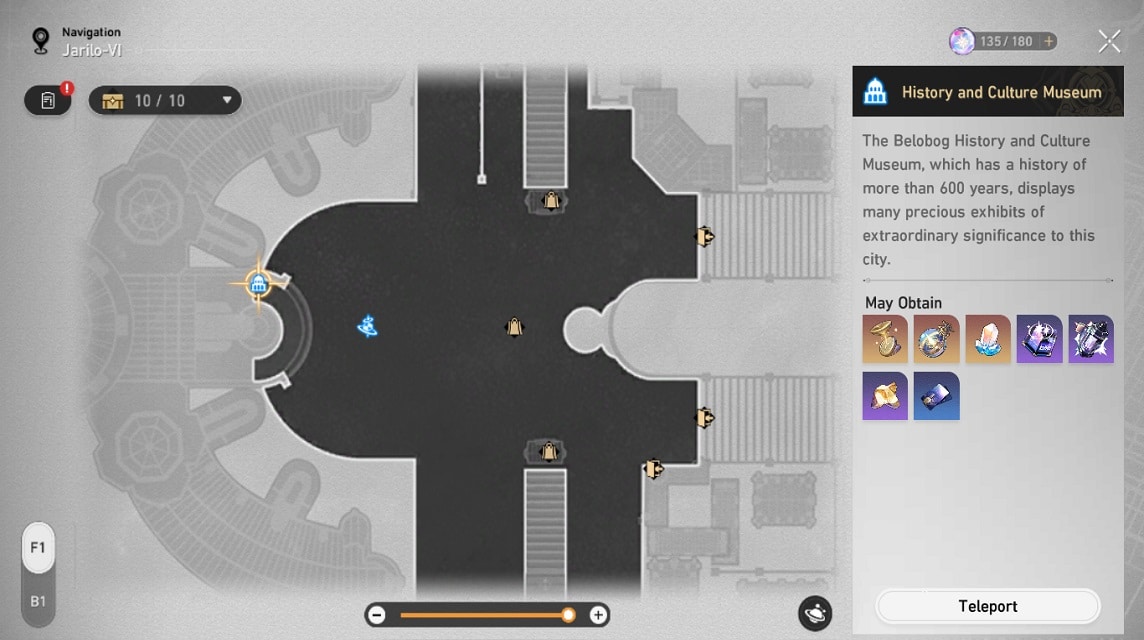 Navigation
Jarilo-VI
135 / 180 +
!
10 / 10
History and Culture Museum
The Belobog History and Culture
Museum, which has a history of
more than 600 years, displays
many precious exhibits of
extraordinary significance to this
city.
May Obtain
F1
B1
Teleport